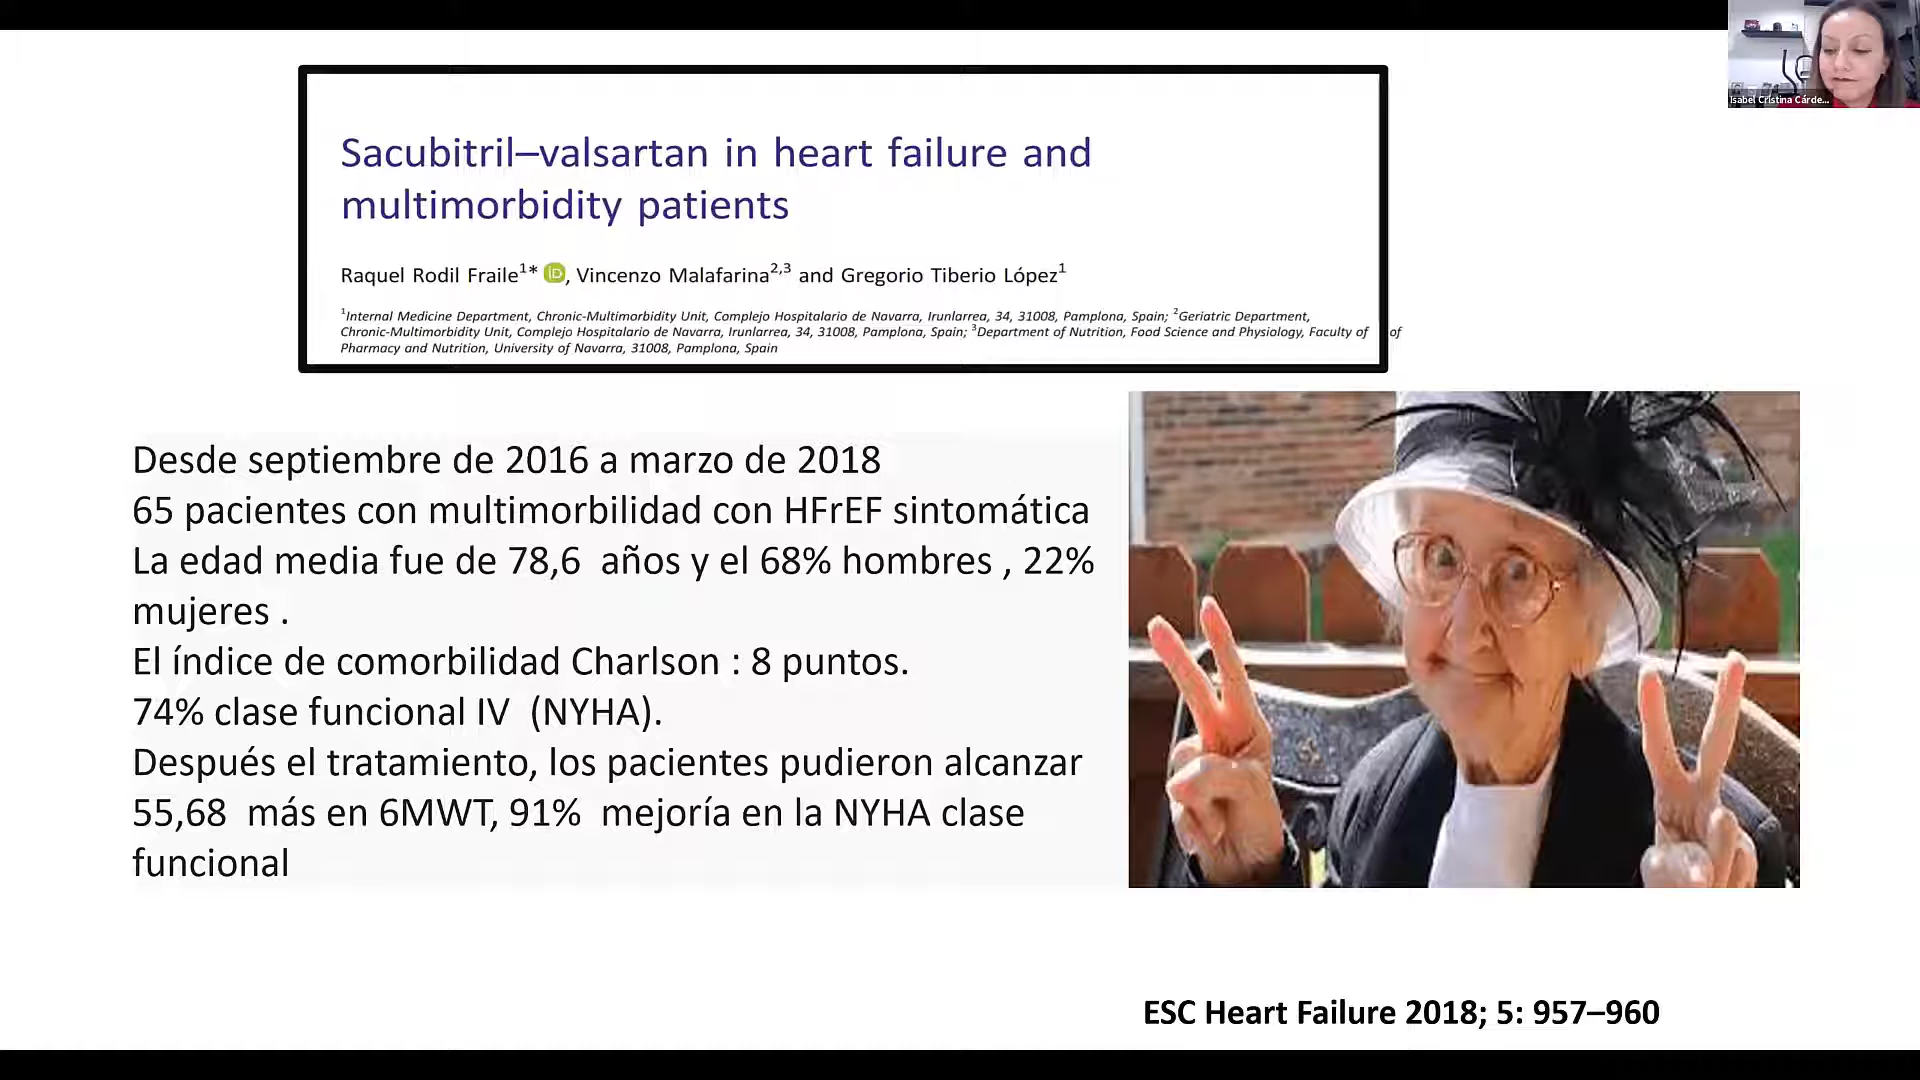 Isabel Cristina Cárde...
Sacubitril–valsartan in heart failure and
multimorbidity patients
Raquel Rodil Fraile1* iD, Vincenzo Malafarina2,3 and Gregorio Tiberio López1
1Internal Medicine Department, Chronic-Multimorbidity Unit, Complejo Hospitalario de Navarra, Irunlarrea, 34, 31008, Pamplona, Spain; 2Geriatric Department,
Chronic-Multimorbidity Unit, Complejo Hospitalario de Navarra, Irunlarrea, 34, 31008, Pamplona, Spain; 3Department of Nutrition, Food Science and Physiology, Faculty of of
Pharmacy and Nutrition, University of Navarra, 31008, Pamplona, Spain
Desde septiembre de 2016 a marzo de 2018
65 pacientes con multimorbilidad con HFrEF sintomática
La edad media fue de 78,6 años y el 68% hombres , 22%
mujeres .
El índice de comorbilidad Charlson : 8 puntos.
74% clase funcional IV (NYHA).
Después el tratamiento, los pacientes pudieron alcanzar
55,68 más en 6MWT, 91% mejoría en la NYHA clase
funcional
ESC Heart Failure 2018; 5: 957–960